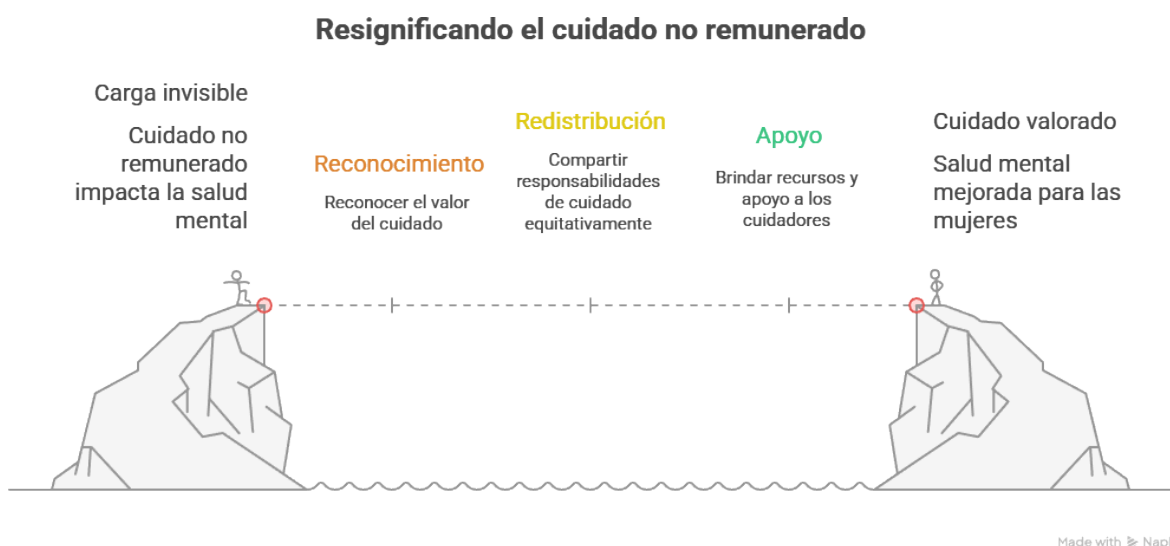 Resignificando el cuidado no remunerado
Carga invisible
Cuidado no
remunerado
impacta la salud
mental
Reconocimiento
Reconocer el valor
del cuidado
Redistribución
Compartir
responsabilidades
de cuidado
equitativamente
Apoyo
Brindar recursos y
apoyo a los
cuidadores
Cuidado valorado
Salud mental
mejorada para las
mujeres
Made with